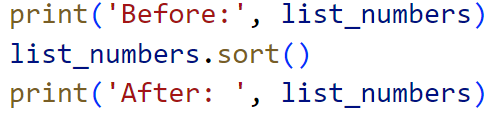 print('Before:', list_numbers)
list_numbers.sort()
print('After: ', list_numbers)